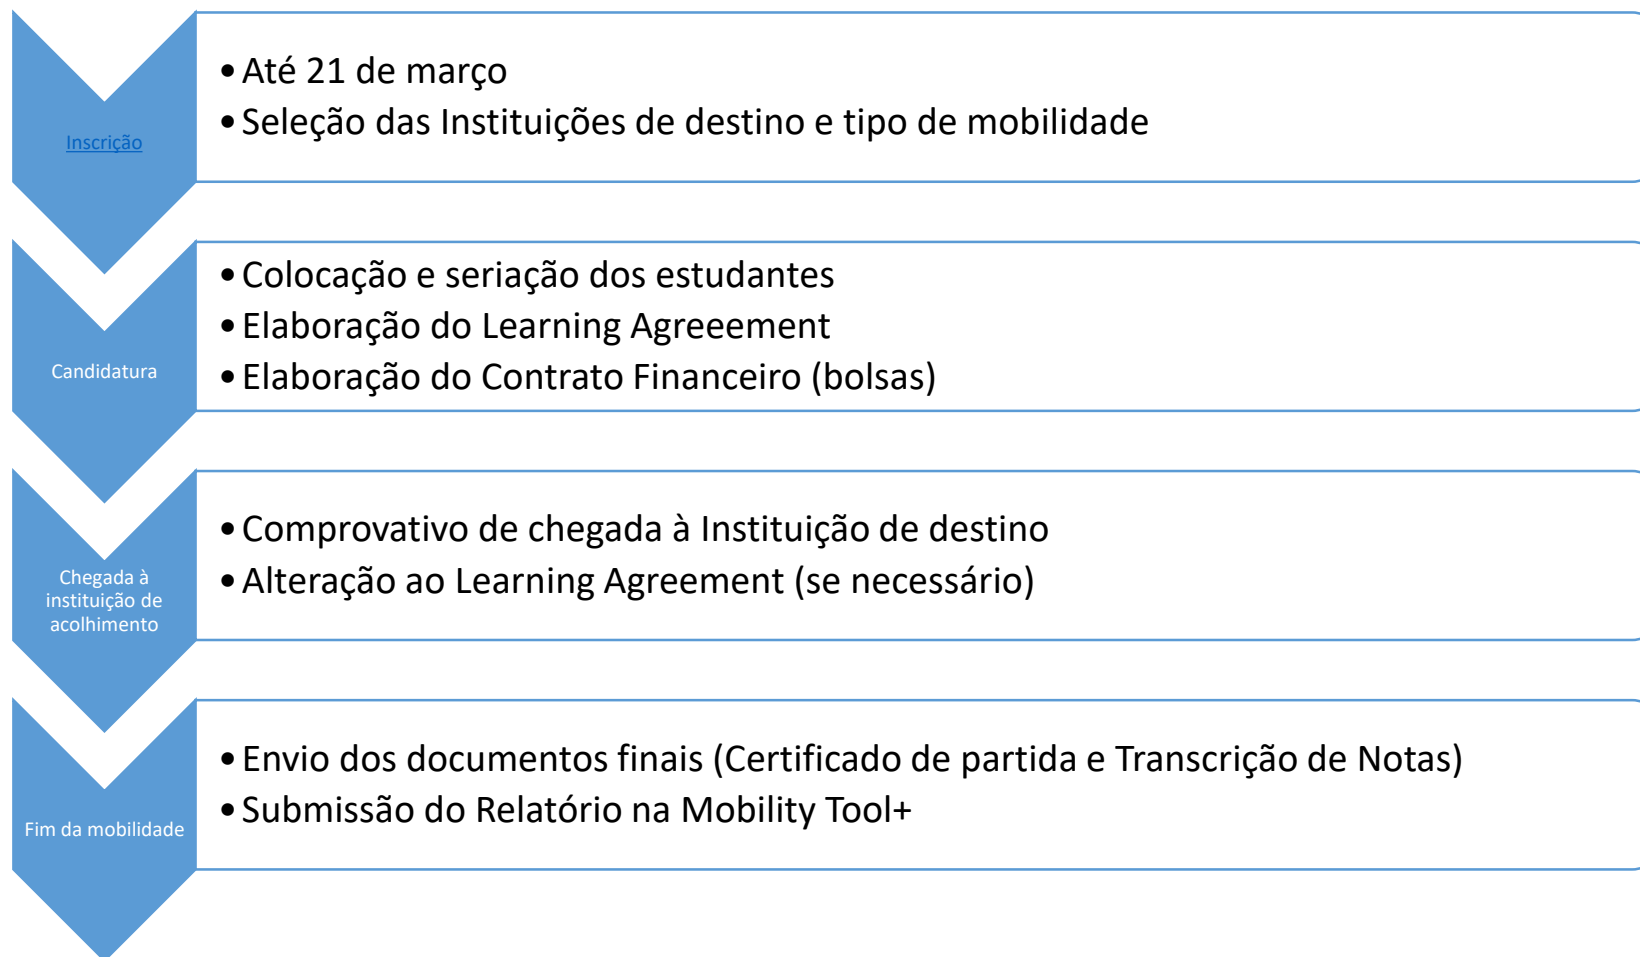 Inscrição
• Até 21 de março
• Seleção das Instituições de destino e tipo de mobilidade
Candidatura
• Colocação e seriação dos estudantes
• Elaboração do Learning Agreeement
• Elaboração do Contrato Financeiro (bolsas)
Chegada à
instituição de
acolhimento
• Comprovativo de chegada à Instituição de destino
• Alteração ao Learning Agreement (se necessário)
Fim da mobilidade
• Envio dos documentos finais (Certificado de partida e Transcrição de Notas)
• Submissão do Relatório na Mobility Tool+